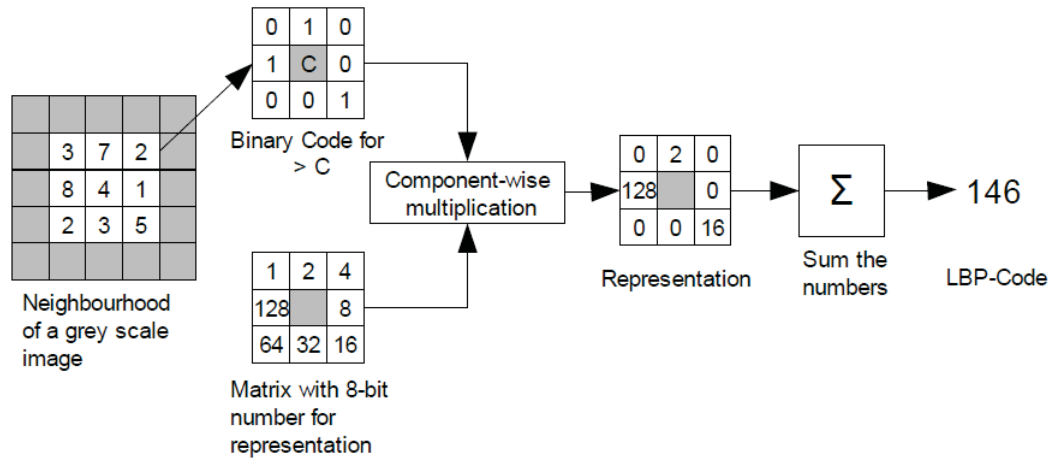 0 1 0
1 C 0
0 0 1
Binary Code for
> C
3 7 2
8 4 1
2 3 5
Neighbourhood
of a grey scale
image
1 2 4
128 8
64 32 16
Matrix with 8-bit
number for
representation
Component-wise
multiplication
0 2 0
128 0
0 0 16
Representation
Σ
Sum the
numbers
146
LBP-Code